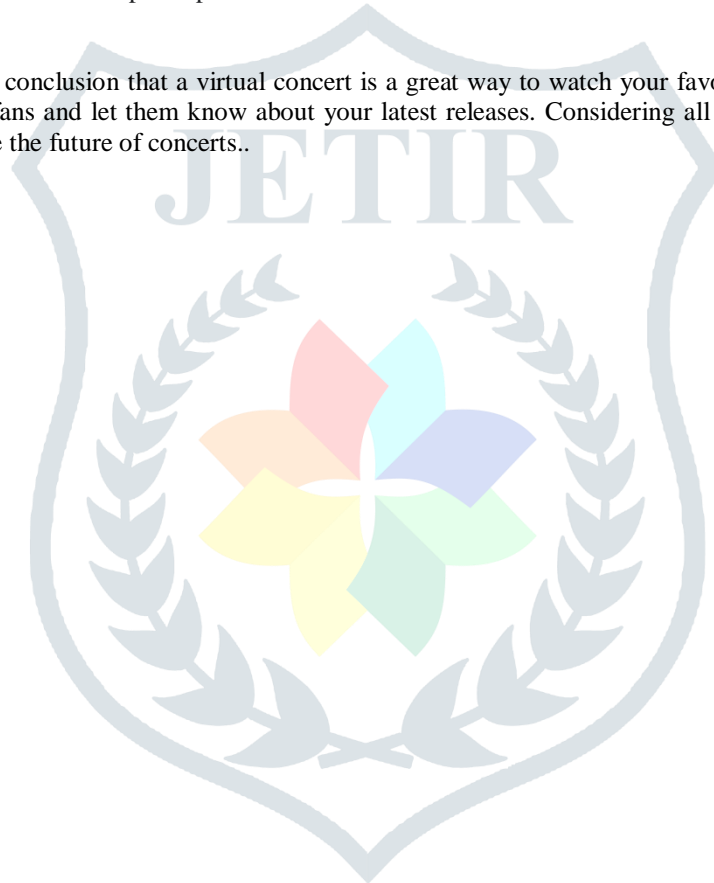 conclusion that a virtual concert is a great way to watch your favo
fans and let them know about your latest releases. Considering all
the future of concerts..
JETIR